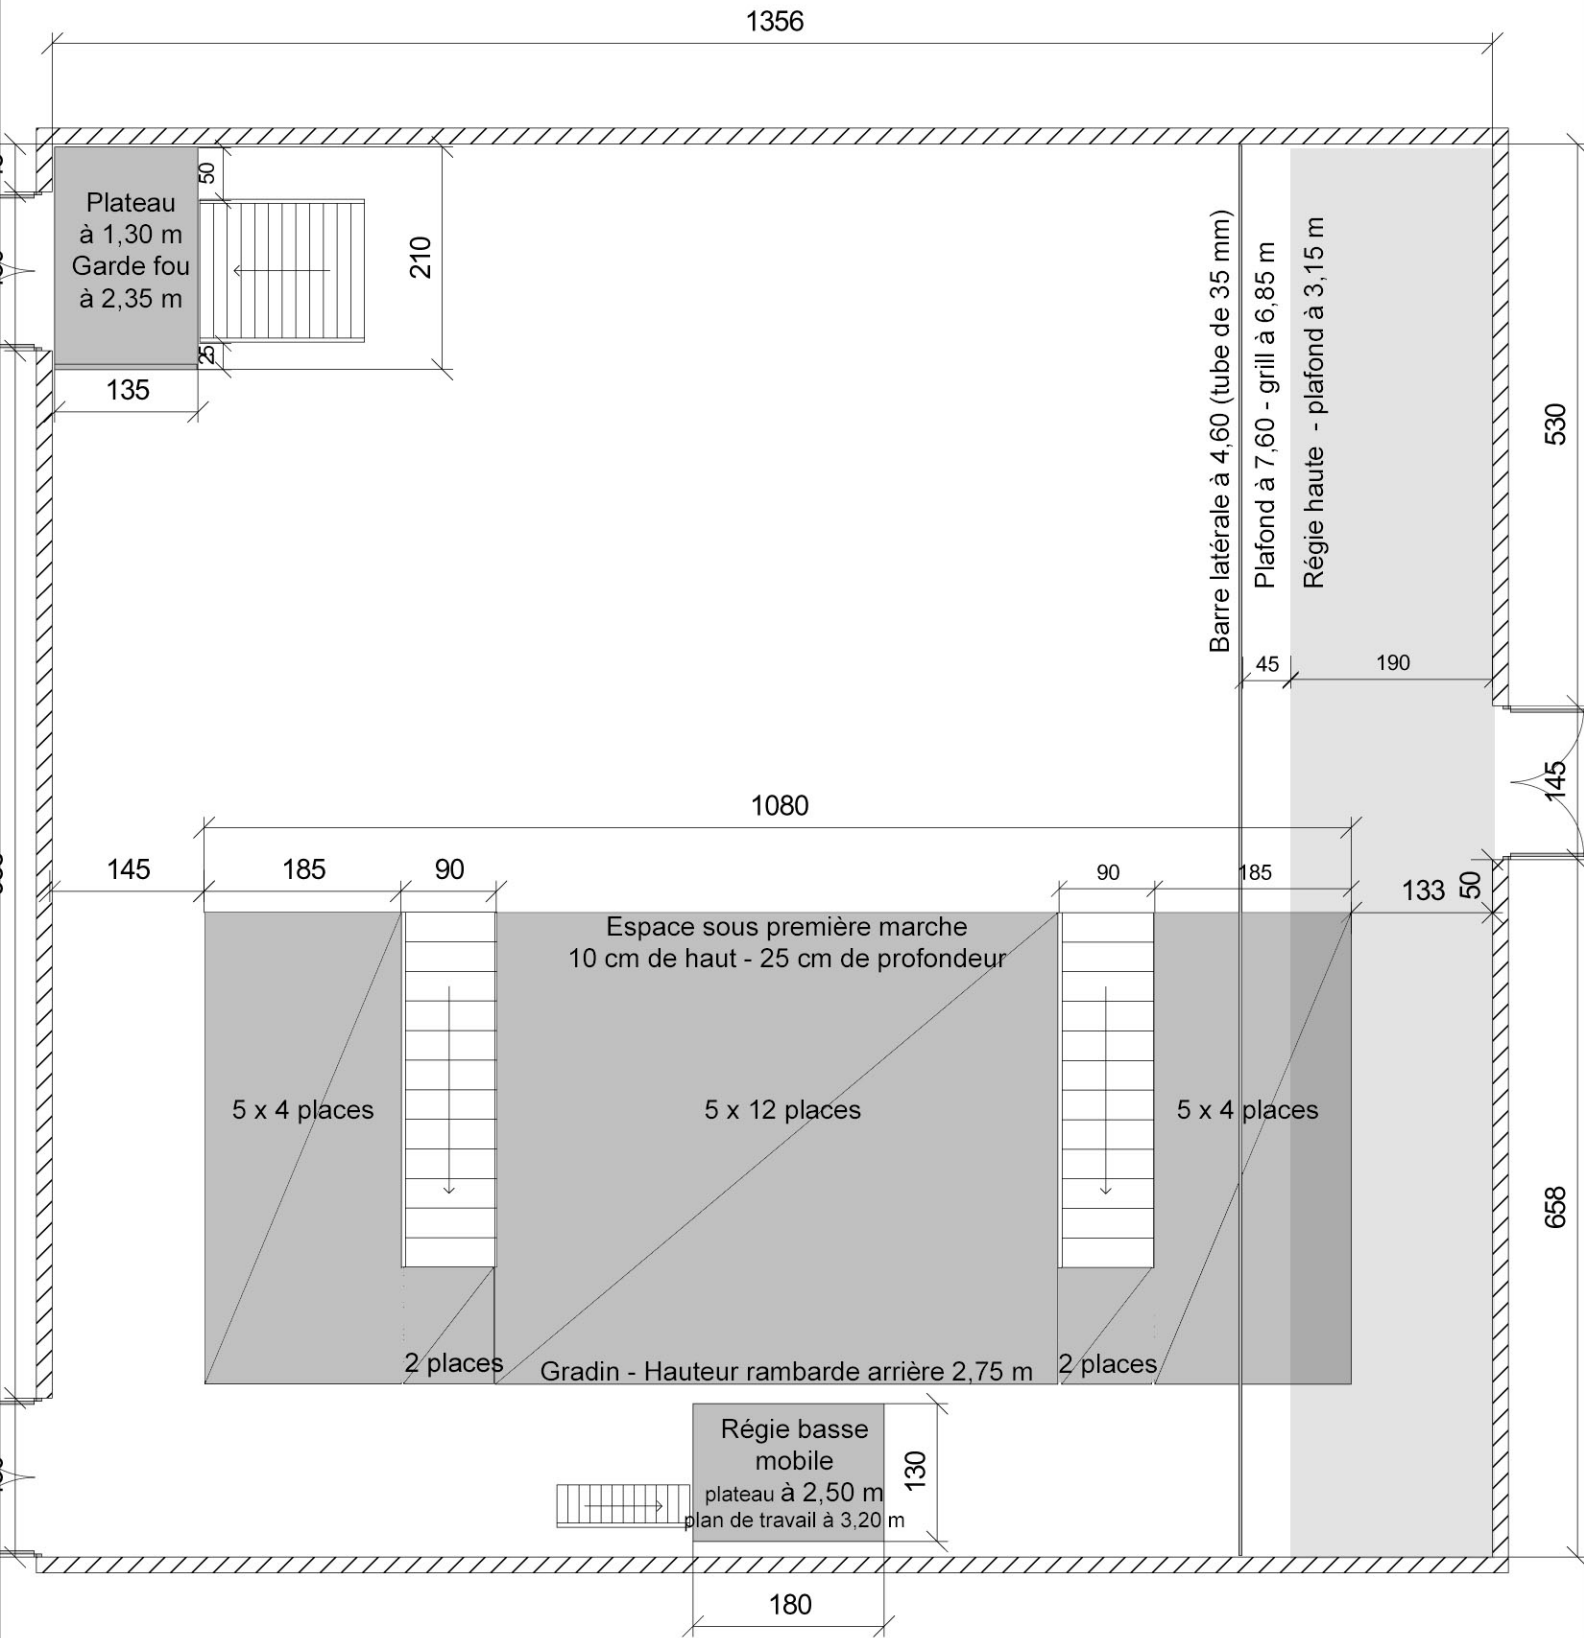 1356
Plateau
à 1,30 m
Garde fou
à 2,35 m
50
210
25
135
Barre latérale à 4,60 (tube de 35 mm)
Plafond à 7,60 - grill à 6,85 m
Régie haute - plafond à 3,15 m
530
45
190
145
1080
145
185
90
90
185
133
50
Espace sous première marche
10 cm de haut - 25 cm de profondeur
5 x 4 places
5 x 12 places
5 x 4 places
658
2 places
Gradin - Hauteur rambarde arrière 2,75 m
2 places
Régie basse
mobile
plateau à 2,50 m
plan de travail à 3,20 m
130
180